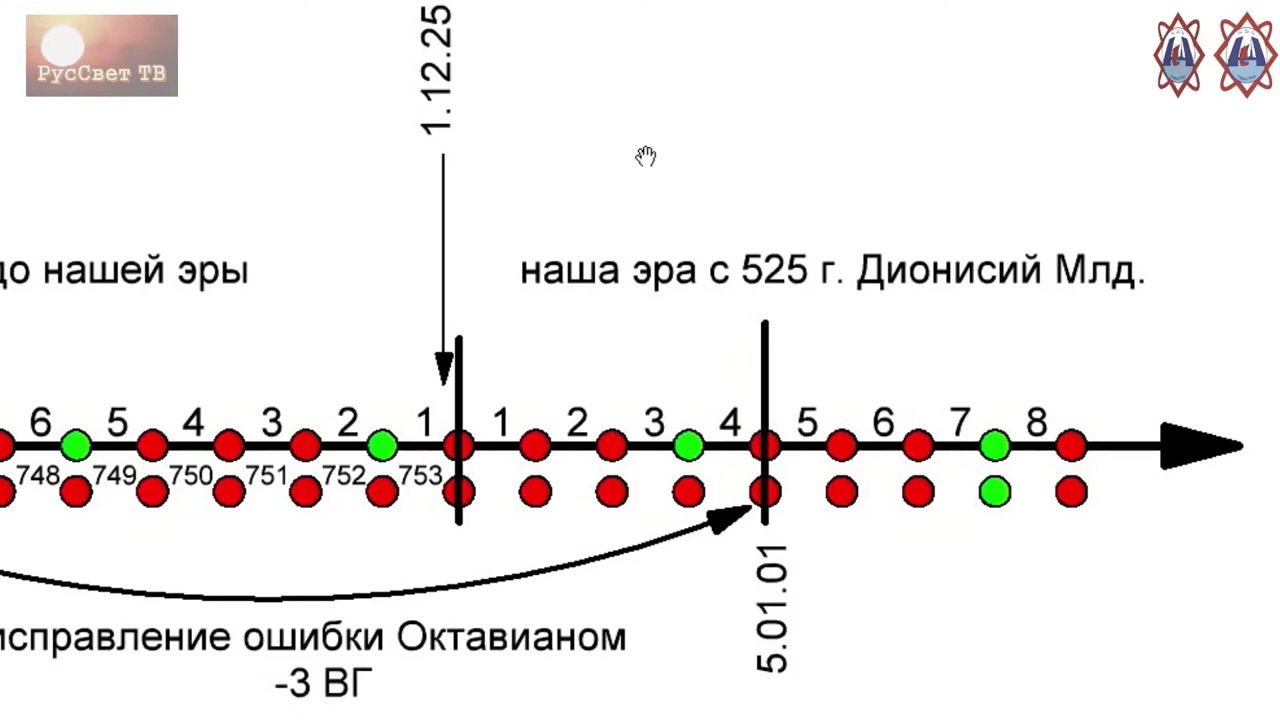 РусСвет ТВ
1.12.25
до нашей эры
наша эра с 525 г. Дионисий Млд.
6 5 4 3 2 1 1 2 3 4 5 6 7 8
748 749 750 751 752 753
5.01.01
исправление ошибки Октавианом
-3 ВГ